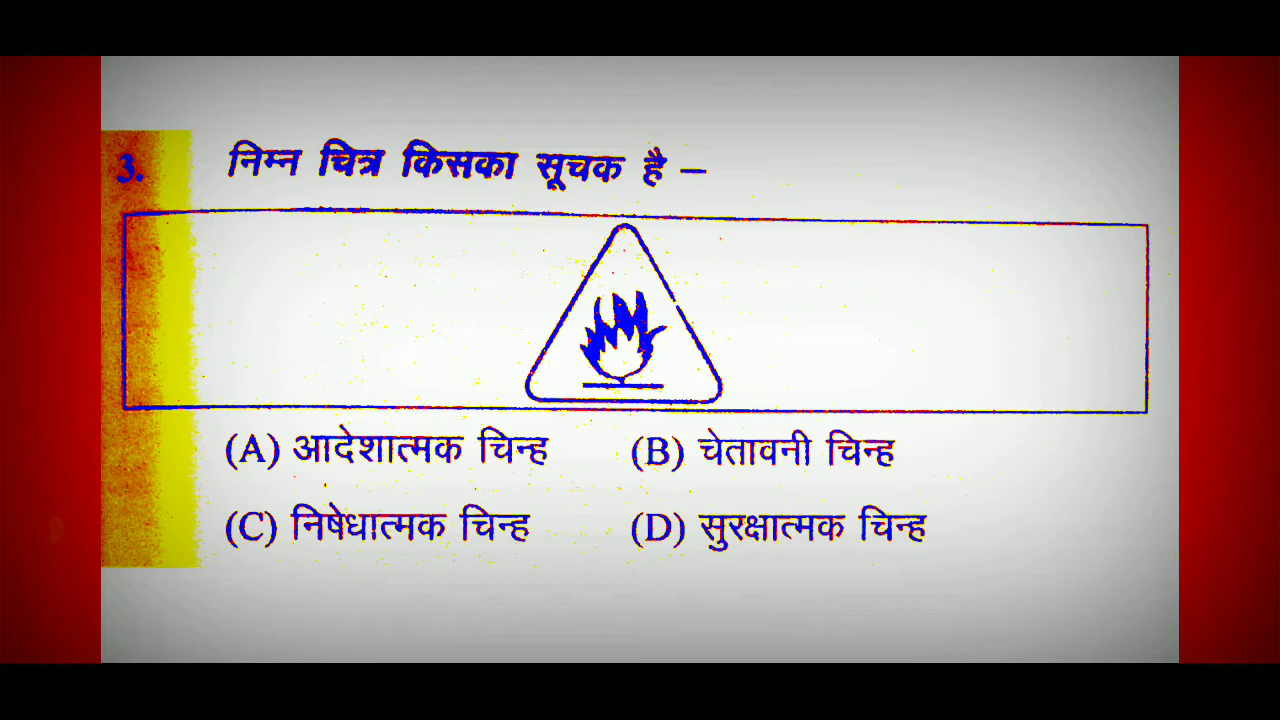 3. निम्न चित्र किसका सूचक है –
(A) आदेशात्मक चिन्ह (B) चेतावनी चिन्ह
(C) निषेधात्मक चिन्ह (D) सुरक्षात्मक चिन्ह